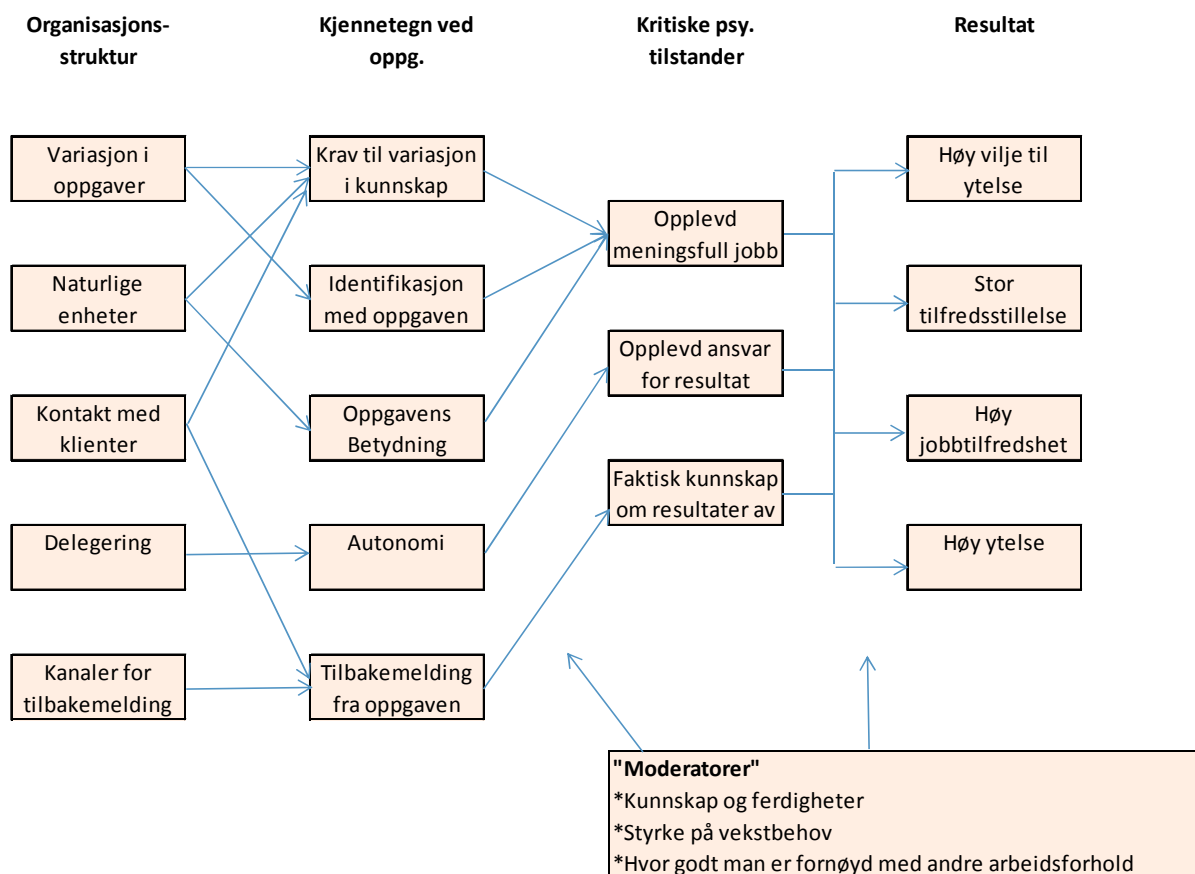 Organisasjons-
struktur
Kjennetegn ved
oppg.
Kritiske psy.
tilstander
Resultat
Variasjon i
oppgaver
Naturlige
enheter
Kontakt med
klienter
Delegering
Kanaler for
tilbakemelding
Krav til variasjon
i kunnskap
Identifikasjon
med oppgaven
Oppgavens
Betydning
Autonomi
Tilbakemelding
fra oppgaven
Opplevd
meningsfull jobb
Opplevd ansvar
for resultat
Faktisk kunnskap
om resultater av
Høy vilje til
ytelse
Stor
tilfredsstillelse
Høy
jobbtilfredshet
Høy ytelse
"Moderatorer"
*Kunnskap og ferdigheter
*Styrke på vekstbehov
*Hvor godt man er fornøyd med andre arbeidsforhold